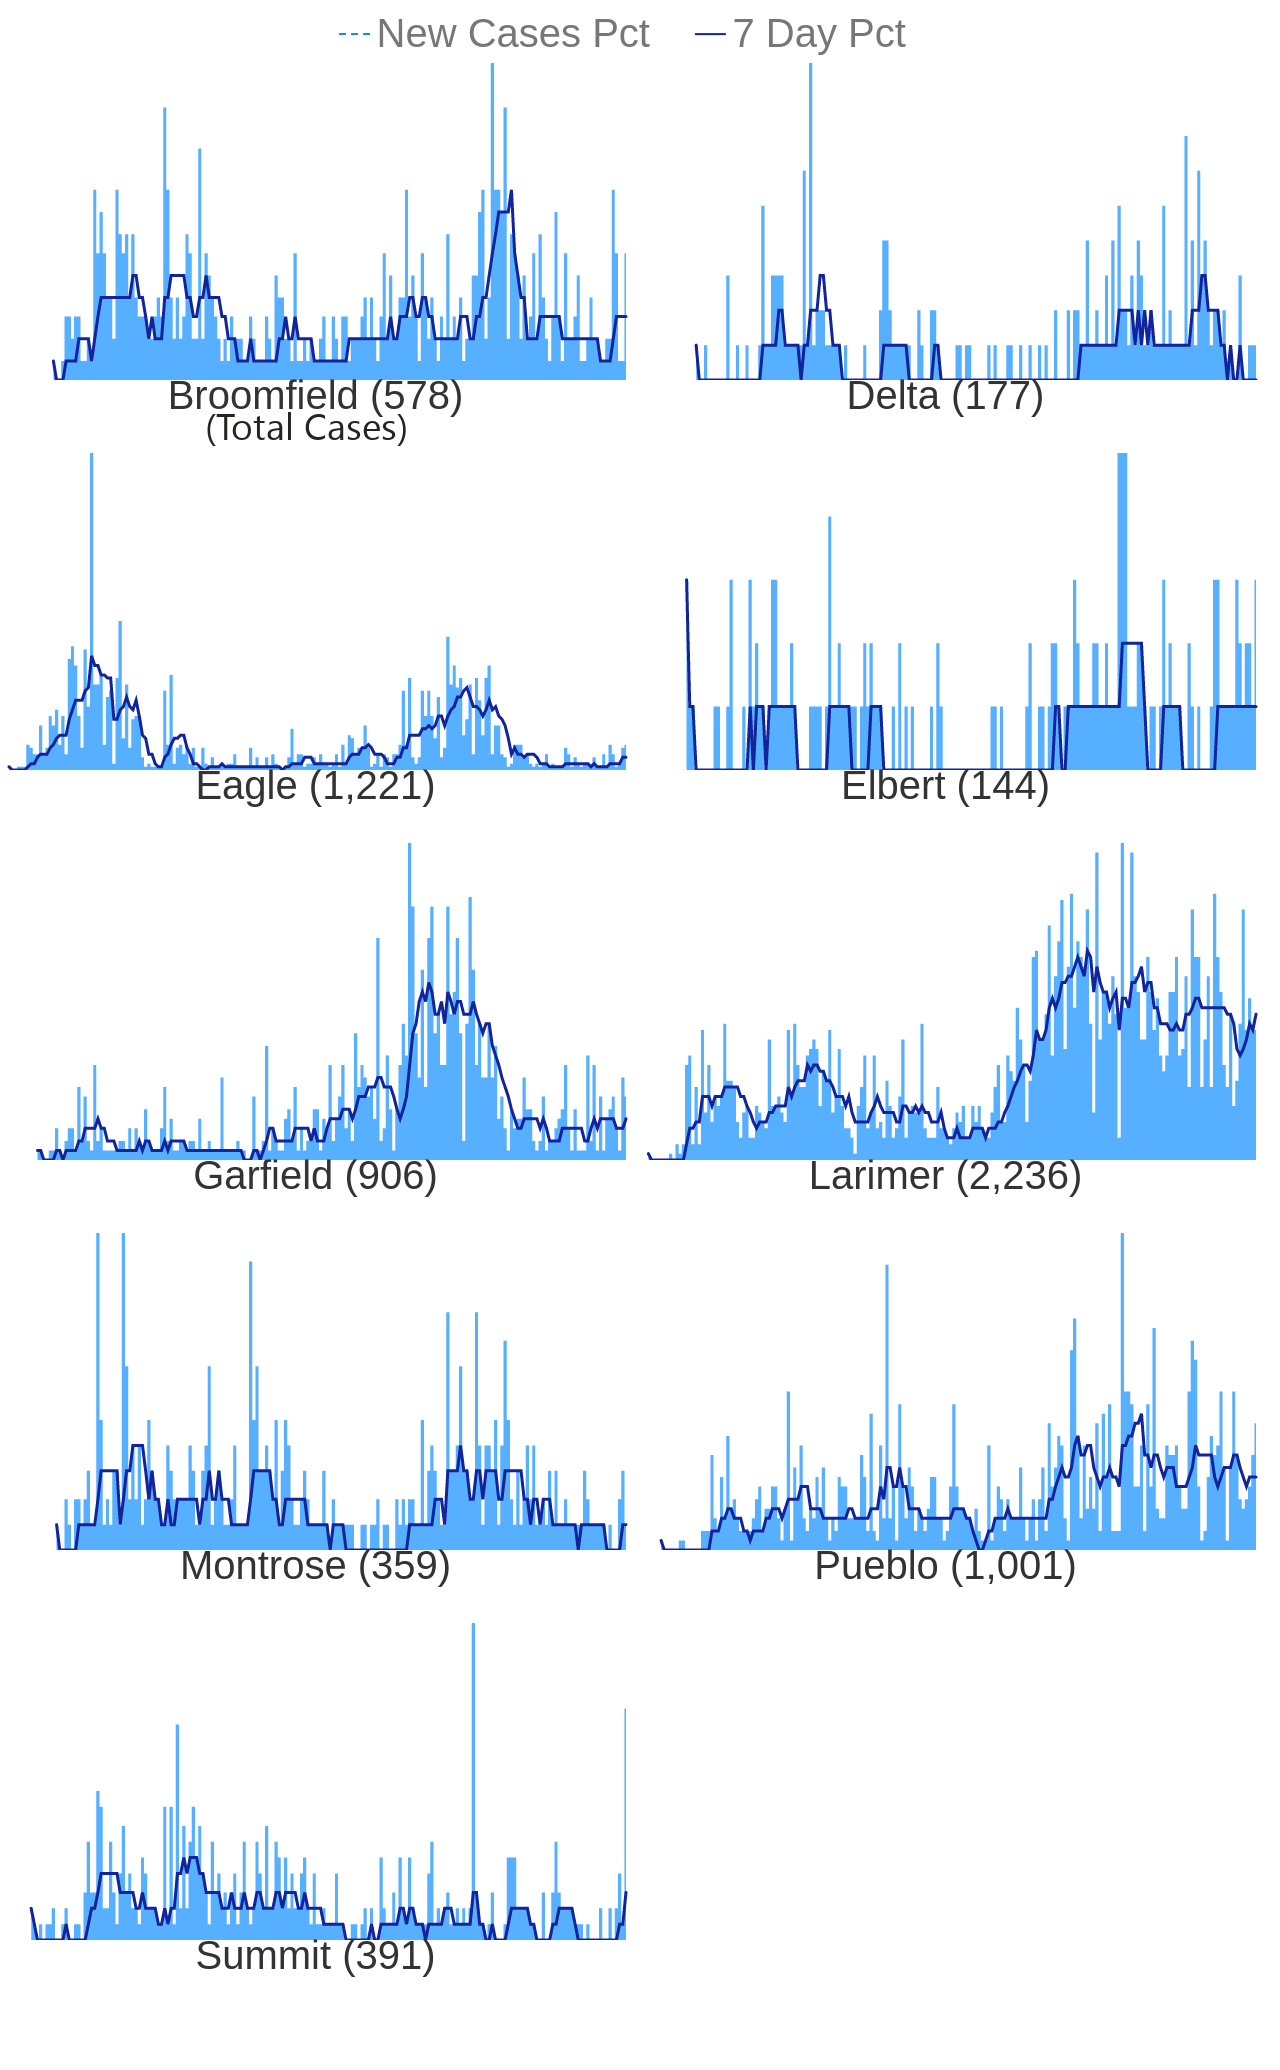 New Cases Pct 7 Day Pct
Broomfield (578) Delta (177)
(Total Cases)
Eagle (1,221) Elbert (144)
Garfield (906) Larimer (2,236)
Montrose (359) Pueblo (1,001)
Summit (391)